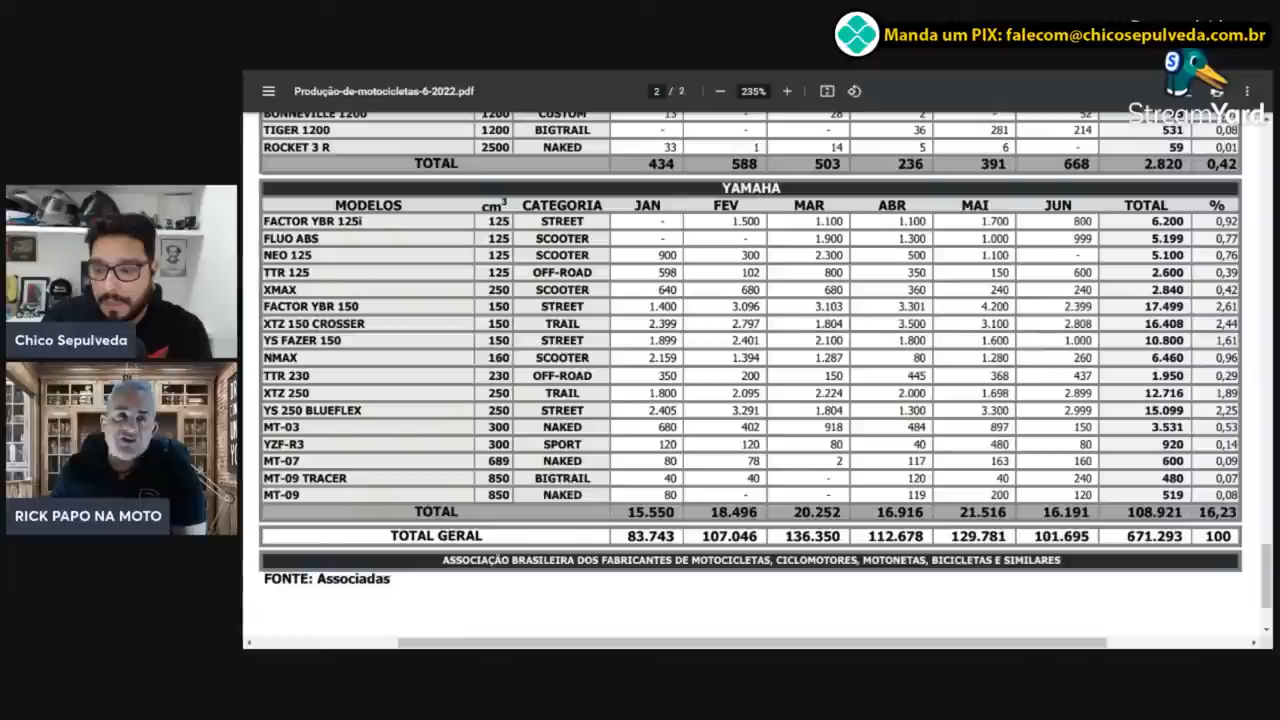 Manda um PIX: falecom@chicosepulveda.com.br
Produção-de-motocicletas-6-2022.pdf 2 / 2 — 235% +
StreamYard
BONNEVILLE 1200 1200 CUSTOM 13 - 28 2 - 52
TIGER 1200 1200 BIGTRAIL - - - 36 281 214 531 0,08
ROCKET 3 R 2500 NAKED 33 1 14 5 6 - 59 0,01
TOTAL 434 588 503 236 391 668 2.820 0,42
YAMAHA
MODELOS cm³ CATEGORIA JAN FEV MAR ABR MAI JUN TOTAL %
FACTOR YBR 125i 125 STREET - 1.500 1.100 1.100 1.700 800 6.200 0,92
FLUO ABS 125 SCOOTER - - 1.900 1.300 1.000 999 5.199 0,77
NEO 125 125 SCOOTER 900 300 2.300 500 1.100 - 5.100 0,76
TTR 125 125 OFF-ROAD 598 102 800 350 150 600 2.600 0,39
XMAX 250 SCOOTER 640 680 680 360 240 240 2.840 0,42
FACTOR YBR 150 150 STREET 1.400 3.096 3.103 3.301 4.200 2.399 17.499 2,61
XTZ 150 CROSSER 150 TRAIL 2.399 2.797 1.804 3.500 3.100 2.808 16.408 2,44
YS FAZER 150 150 STREET 1.899 2.401 2.100 1.800 1.600 1.000 10.800 1,61
NMAX 160 SCOOTER 2.159 1.394 1.287 80 1.280 260 6.460 0,96
TTR 230 230 OFF-ROAD 350 200 150 445 368 437 1.950 0,29
XTZ 250 250 TRAIL 1.800 2.095 2.224 2.000 1.698 2.899 12.716 1,89
YS 250 BLUEFLEX 250 STREET 2.405 3.291 1.804 1.300 3.300 2.999 15.099 2,25
MT-03 300 NAKED 680 402 918 484 897 150 3.531 0,53
YZF-R3 300 SPORT 120 120 80 40 480 80 920 0,14
MT-07 689 NAKED 80 78 2 117 163 160 600 0,09
MT-09 TRACER 850 BIGTRAIL 40 40 - 120 40 240 480 0,07
MT-09 850 NAKED 80 - - 119 200 120 519 0,08
TOTAL 15.550 18.496 20.252 16.916 21.516 16.191 108.921 16,23
TOTAL GERAL 83.743 107.046 136.350 112.678 129.781 101.695 671.293 100
ASSOCIAÇÃO BRASILEIRA DOS FABRICANTES DE MOTOCICLETAS, CICLOMOTORES, MOTONETAS, BICICLETAS E SIMILARES
FONTE: Associadas
Chico Sepulveda
RICK PAPO NA MOTO